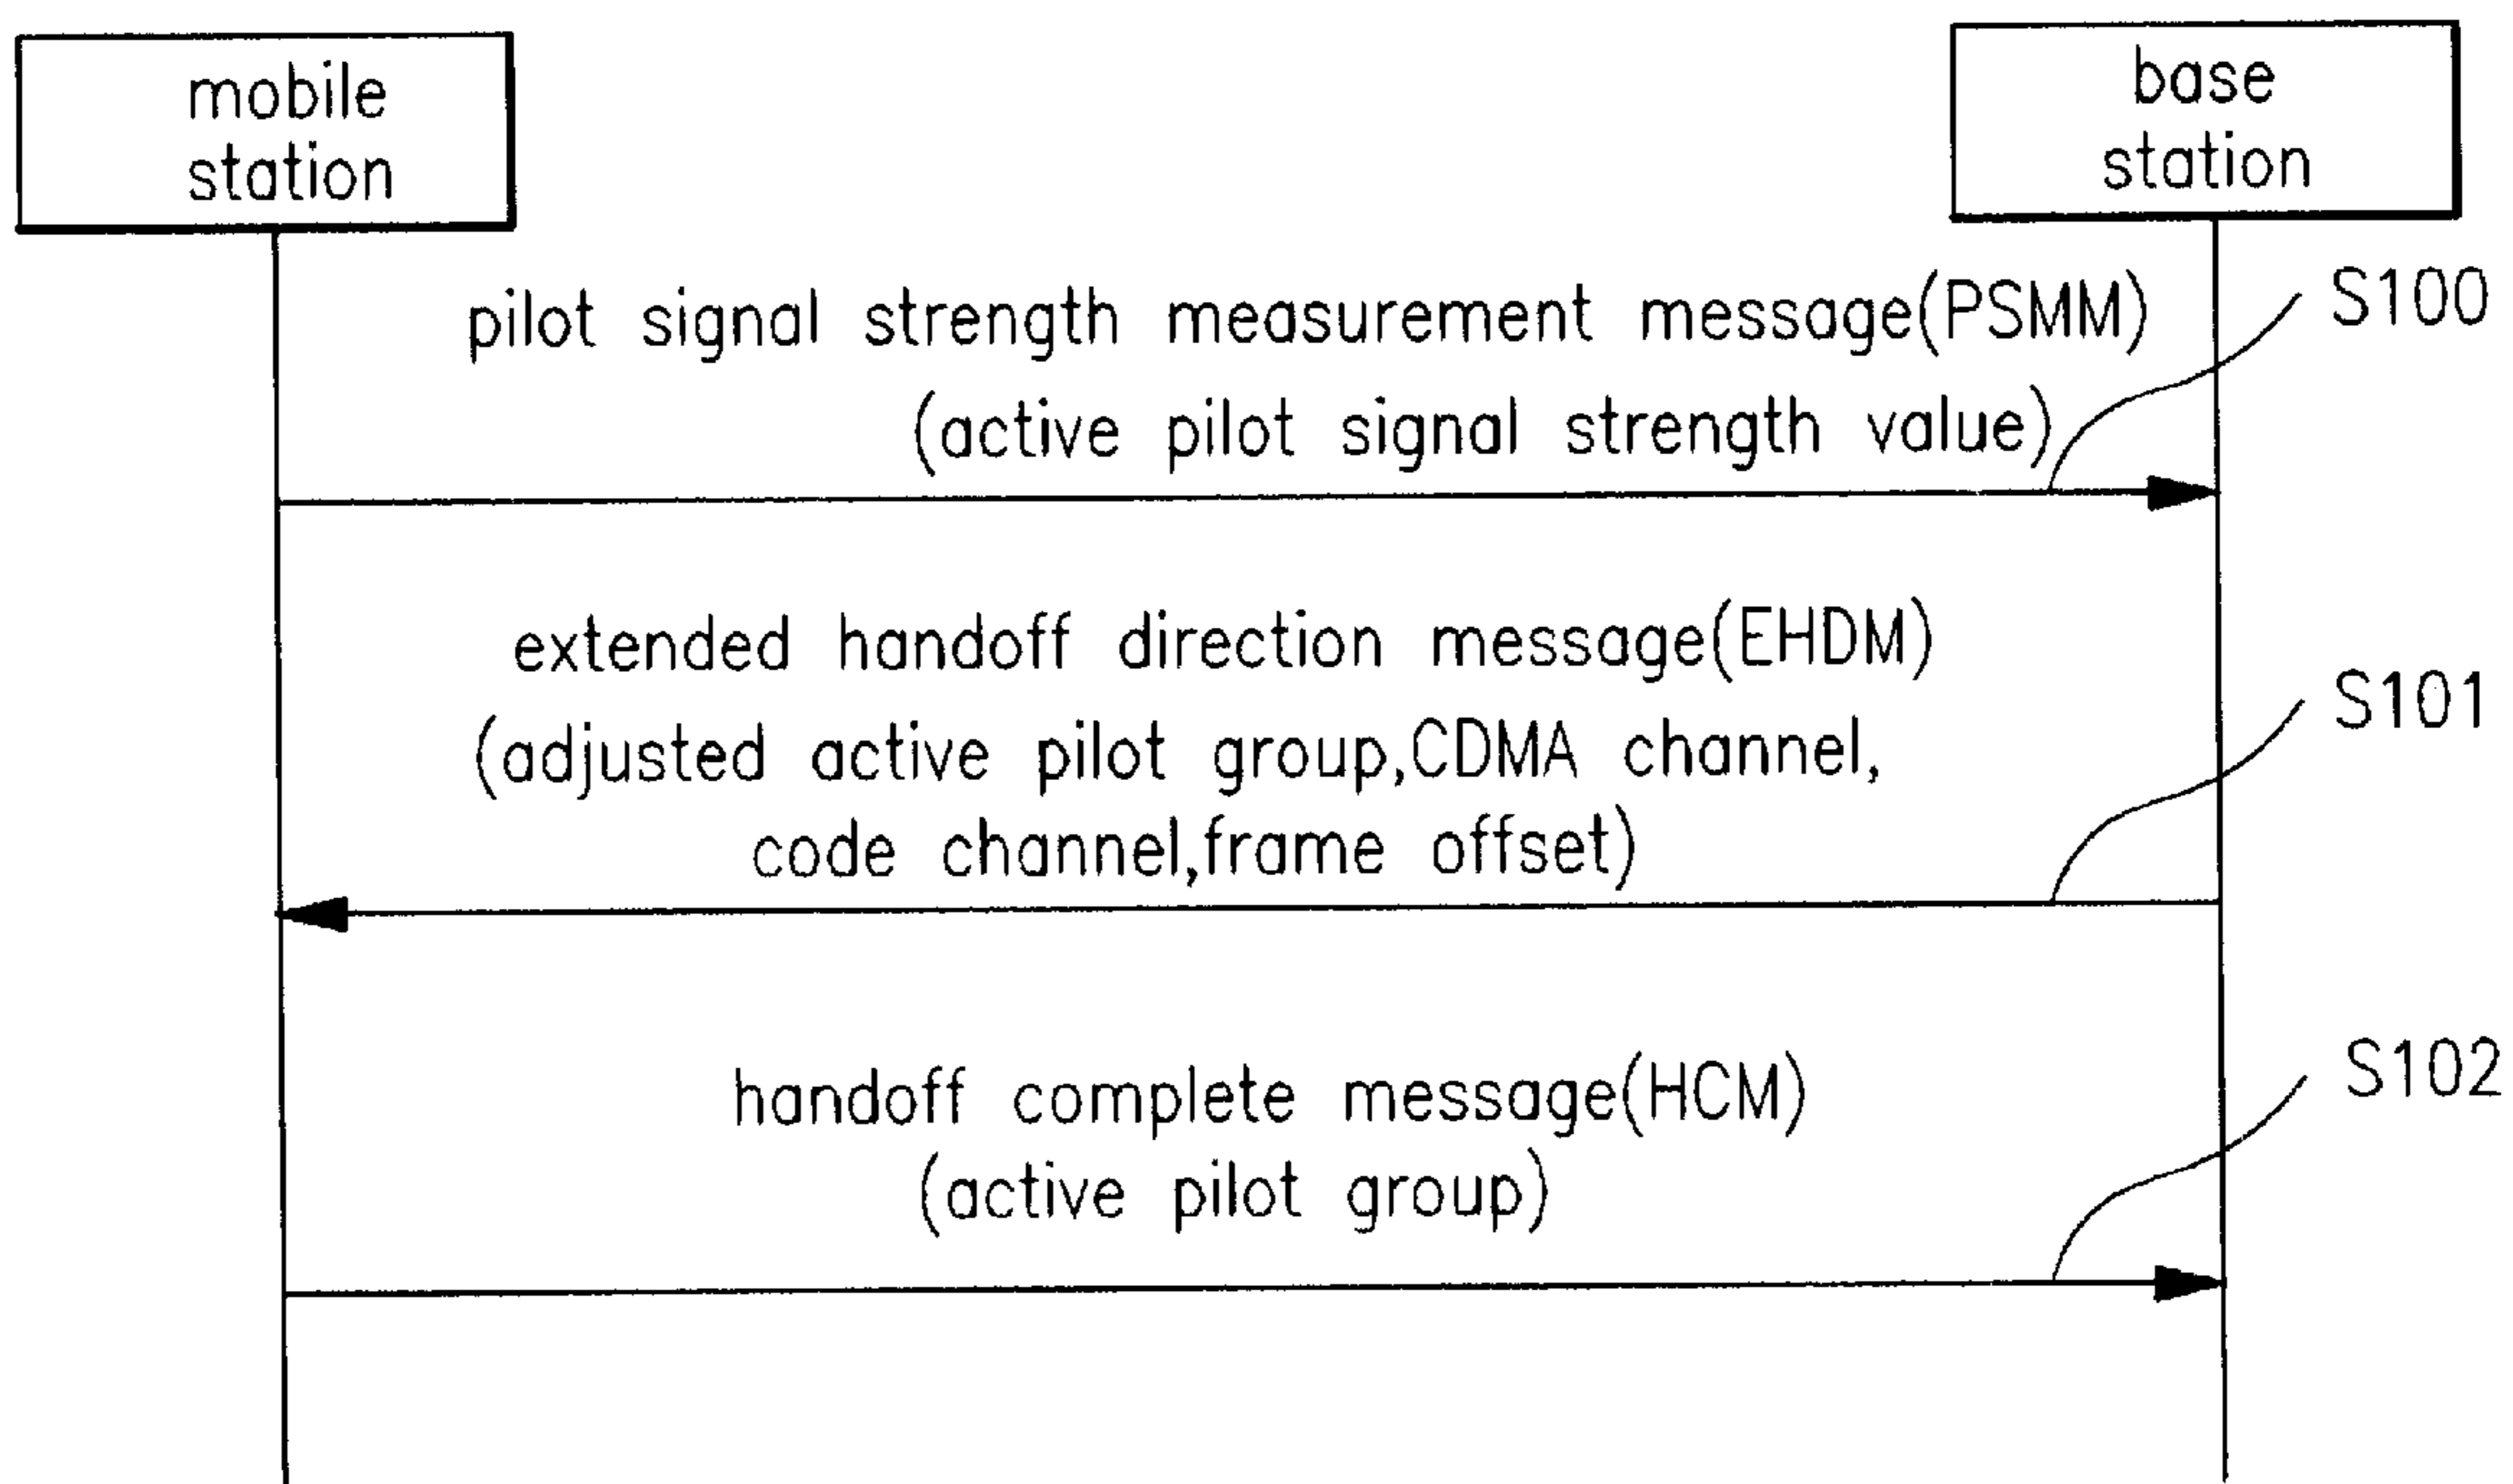 mobile
station
base
station
pilot signal strength measurement message(PSMM)
S100
(active pilot signal strength value)
extended handoff direction message(EHDM)
S101
(adjusted active pilot group,CDMA channel,
code channel,frame offset)
handoff complete message(HCM)
S102
(active pilot group)